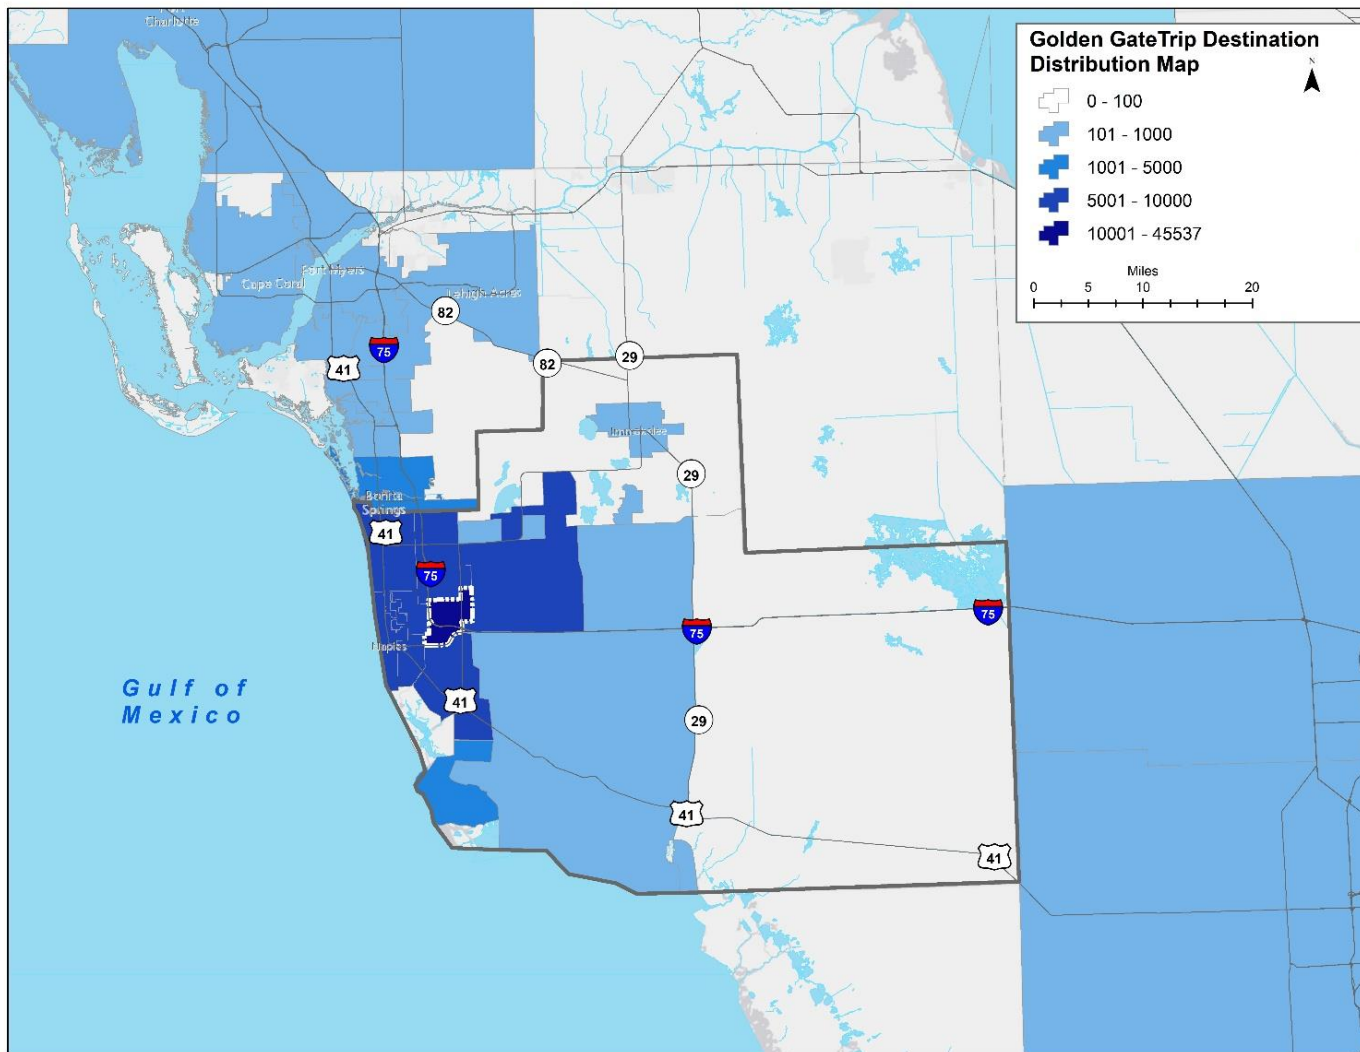 Charlotte
Golden GateTrip Destination
Distribution Map
N
0 - 100
101 - 1000
1001 - 5000
5001 - 10000
10001 - 45537
Miles
0 5 10 20
Fort Myers
Cape Coral
Lehigh Acres
82
75
41
82
29
Immokalee
29
Bonita
Springs
41
75
75
75
Naples
41
Gulf of
Mexico
29
41
41